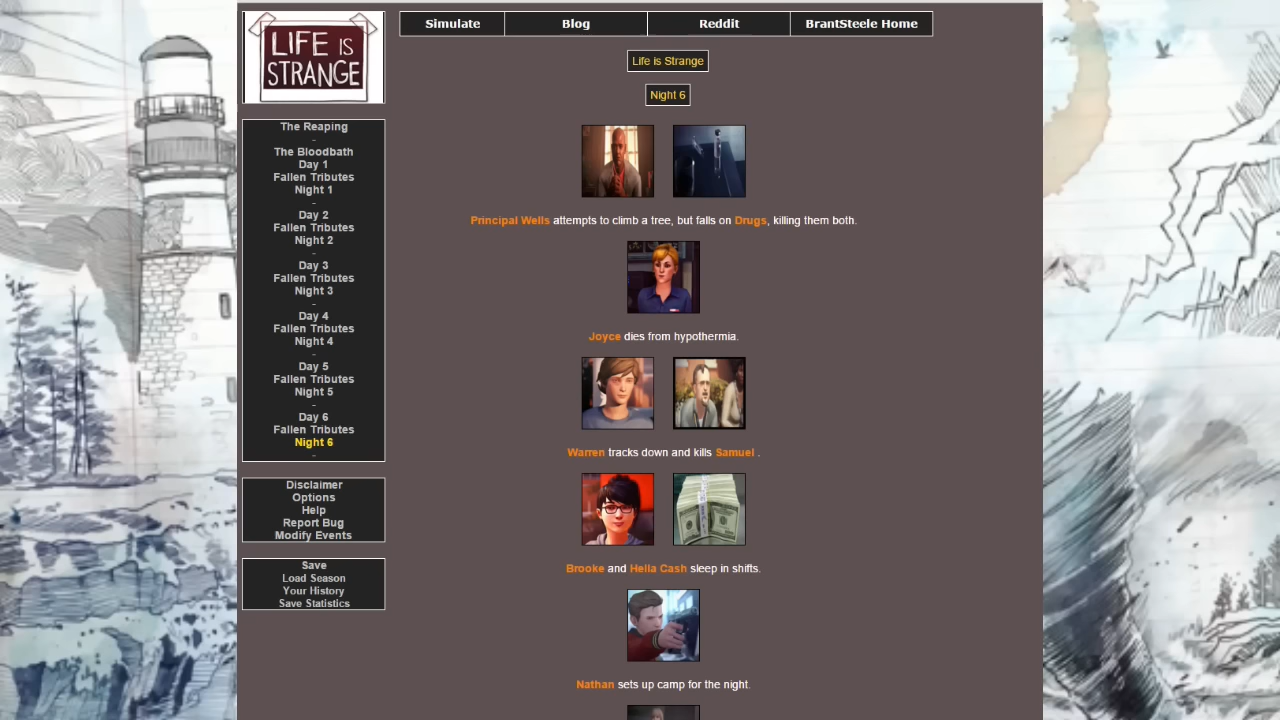 LIFE IS
STRANGE
Simulate
Blog
Reddit
BrantSteele Home
Life is Strange
Night 6
The Reaping
-
The Bloodbath
Day 1
Fallen Tributes
Night 1
-
Day 2
Fallen Tributes
Night 2
-
Day 3
Fallen Tributes
Night 3
-
Day 4
Fallen Tributes
Night 4
-
Day 5
Fallen Tributes
Night 5
-
Day 6
Fallen Tributes
Night 6
-
Disclaimer
Options
Help
Report Bug
Modify Events
Save
Load Season
Your History
Save Statistics
Principal Wells attempts to climb a tree, but falls on Drugs, killing them both.
Joyce dies from hypothermia.
Warren tracks down and kills Samuel .
Brooke and Hella Cash sleep in shifts.
Nathan sets up camp for the night.